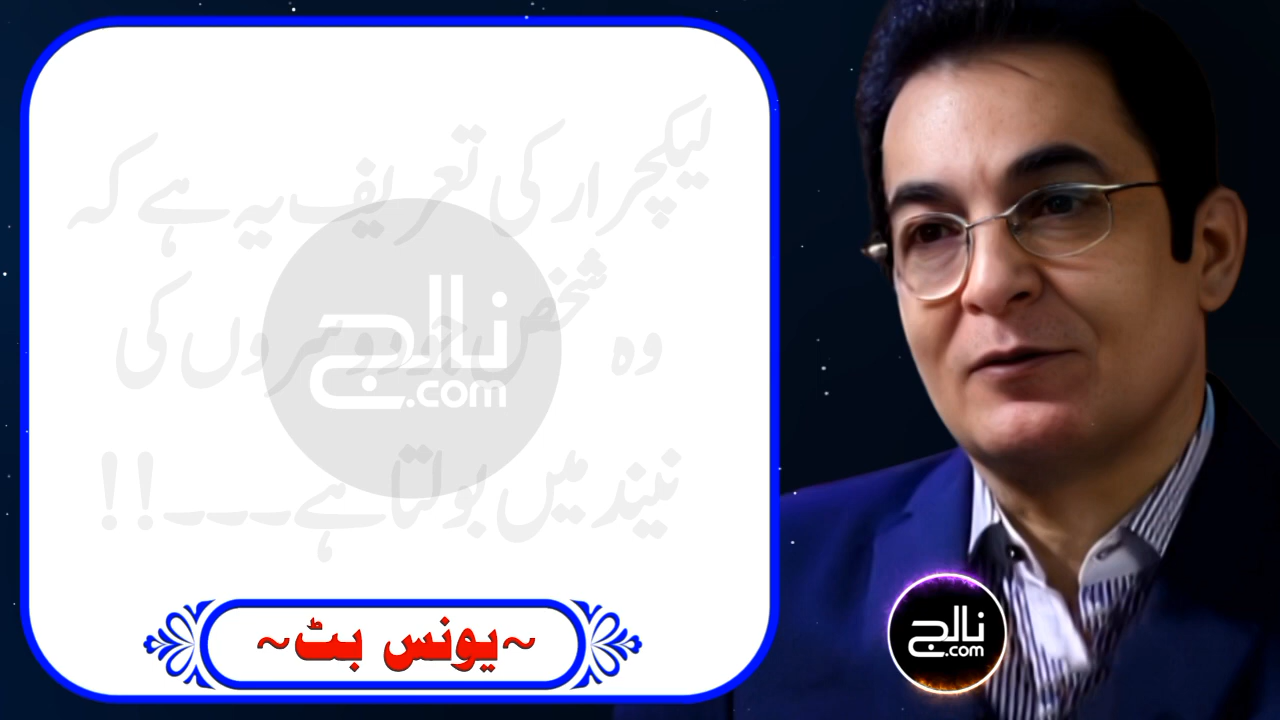 لیکچرار کی تعریف یہ ہے کہ
وہ شخص جو دوسروں کی
نیند میں بولتا ہے۔۔۔!!
نالج
.com
~یونس بٹ~
نالج
.com